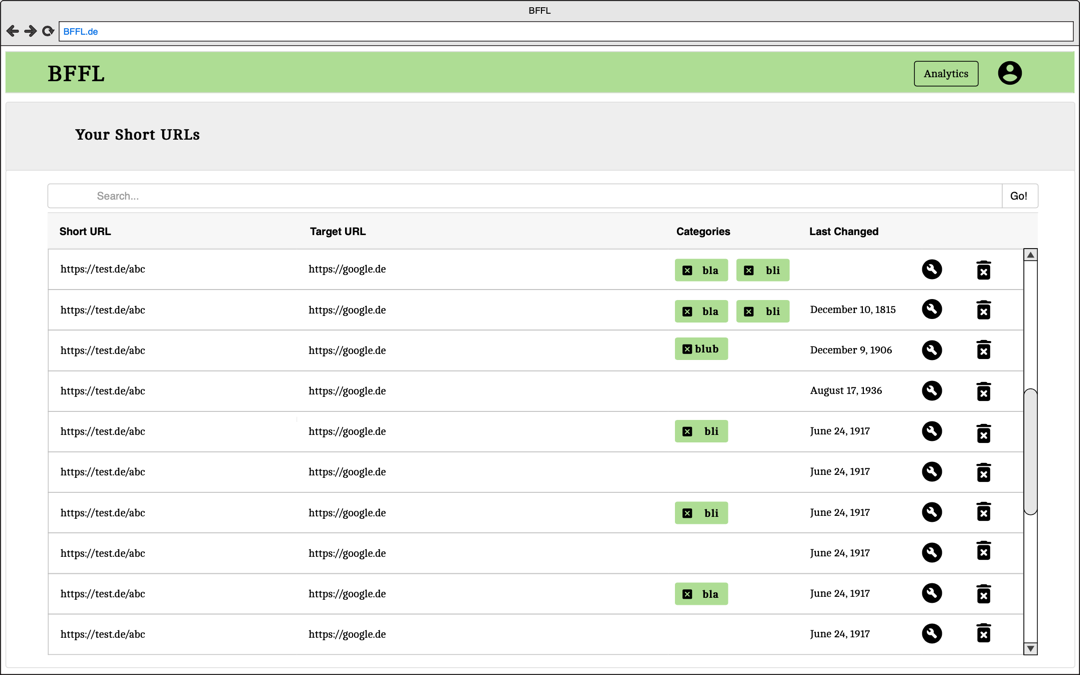 BFFL
BFFL.de
BFFL Analytics
Your Short URLs
Search... Go!
Short URL Target URL Categories Last Changed
https://test.de/abc https://google.de bla bli
https://test.de/abc https://google.de bla bli December 10, 1815
https://test.de/abc https://google.de blub December 9, 1906
https://test.de/abc https://google.de August 17, 1936
https://test.de/abc https://google.de bli June 24, 1917
https://test.de/abc https://google.de June 24, 1917
https://test.de/abc https://google.de bli June 24, 1917
https://test.de/abc https://google.de June 24, 1917
https://test.de/abc https://google.de bla June 24, 1917
https://test.de/abc https://google.de June 24, 1917